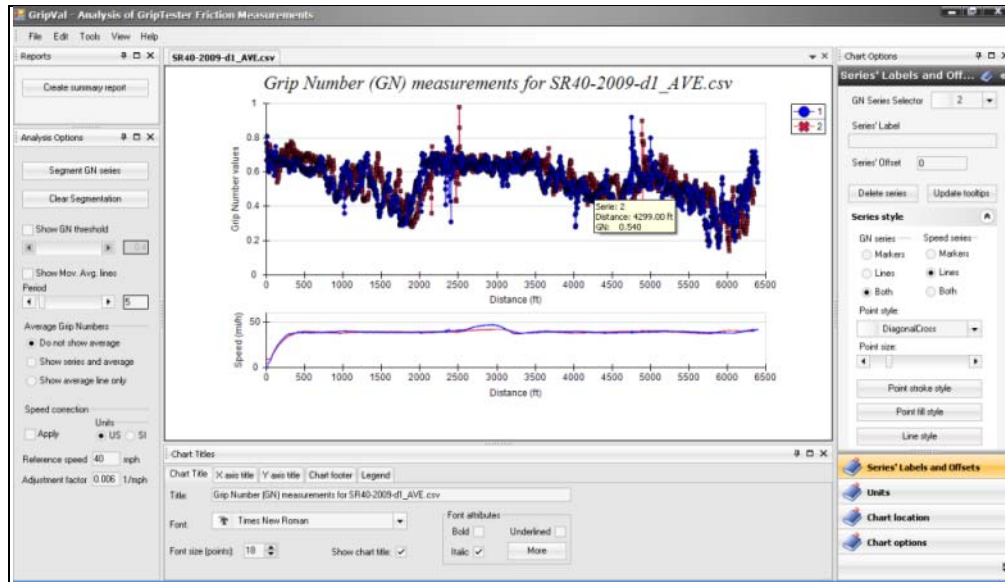 GripVal - Analysis of GripTester Friction Measurements
File Edit Tools View Help
Reports
Create summary report
Analysis Options
Segment GN series
Clear Segmentation
Show GN threshold
0.4
Show Mov. Avg. lines
Period
5
Average Grip Numbers
Do not show average
Show series and average
Show average line only
Speed correction
Units
Apply US SI
Reference speed 40 mph
Adjustment factor 0.006 1/mph
SR40-2009-d1_AVE.csv
Grip Number (GN) measurements for SR40-2009-d1_AVE.csv
1
2
Grip Number (GN) values
1
0.8
0.6
0.4
0.2
0
Serie: 2
Distance: 4299.00 ft
GN: 0.540
0 500 1000 1500 2000 2500 3000 3500 4000 4500 5000 5500 6000 6500
Distance (ft)
Speed (mi/h)
50
0
0 500 1000 1500 2000 2500 3000 3500 4000 4500 5000 5500 6000 6500
Distance (ft)
Chart Titles
Chart Title X axis title Y axis title Chart footer Legend
Title: Grip Number (GN) measurements for SR40-2009-d1_AVE.csv
Font: Times New Roman
Font size (points): 18
Show chart title:
Font attributes
Bold Underlined
Italic More
Chart Options
Series' Labels and Off...
GN Series Selector 2
Series' Label
Series' Offset 0
Delete series Update tooltips
Series style
GN series Speed series
Markers Markers
Lines Lines
Both Both
Point style:
DiagonalCross
Point size:
Point stroke style
Point fill style
Line style
Series' Labels and Offsets
Units
Chart location
Chart options